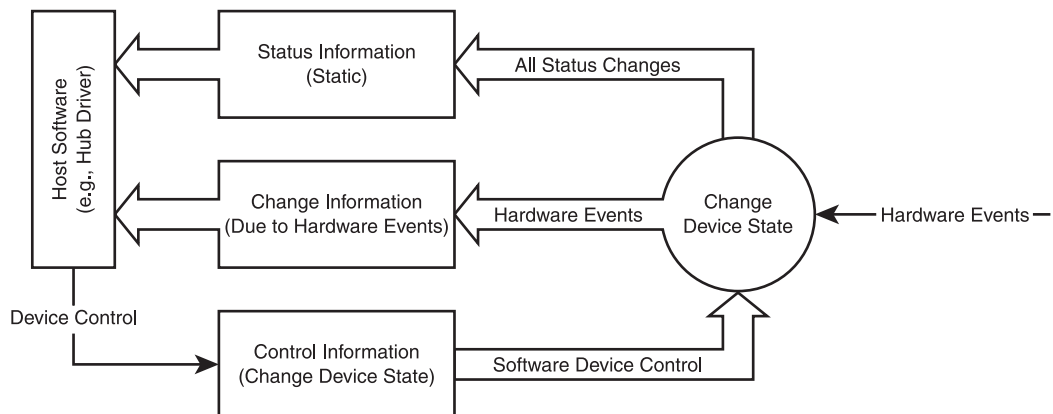 Host Software
(e.g., Hub Driver)
Status Information
(Static)
All Status Changes
Change Information
(Due to Hardware Events)
Hardware Events
Change
Device State
Hardware Events
Device Control
Control Information
(Change Device State)
Software Device Control